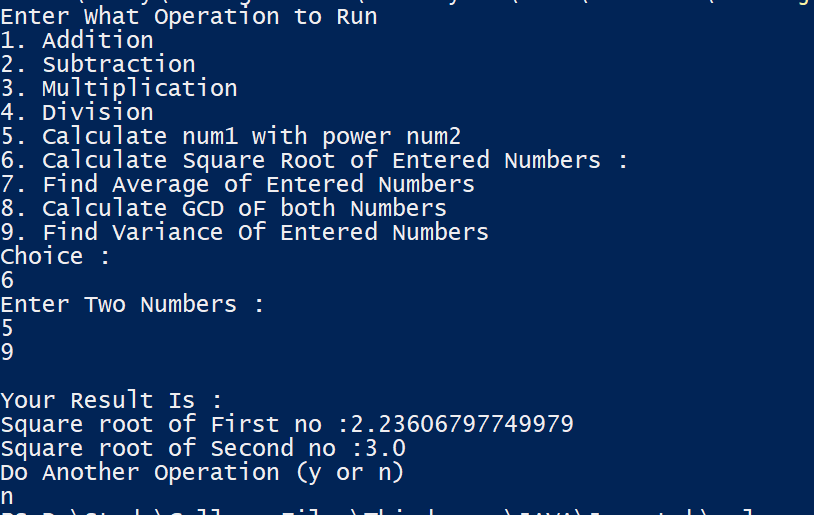 Enter What Operation to Run
1. Addition
2. Subtraction
3. Multiplication
4. Division
5. Calculate num1 with power num2
6. Calculate Square Root of Entered Numbers :
7. Find Average of Entered Numbers
8. Calculate GCD oF both Numbers
9. Find Variance Of Entered Numbers
Choice :
6
Enter Two Numbers :
5
9
Your Result Is :
Square root of First no :2.23606797749979
Square root of Second no :3.0
Do Another Operation (y or n)
n